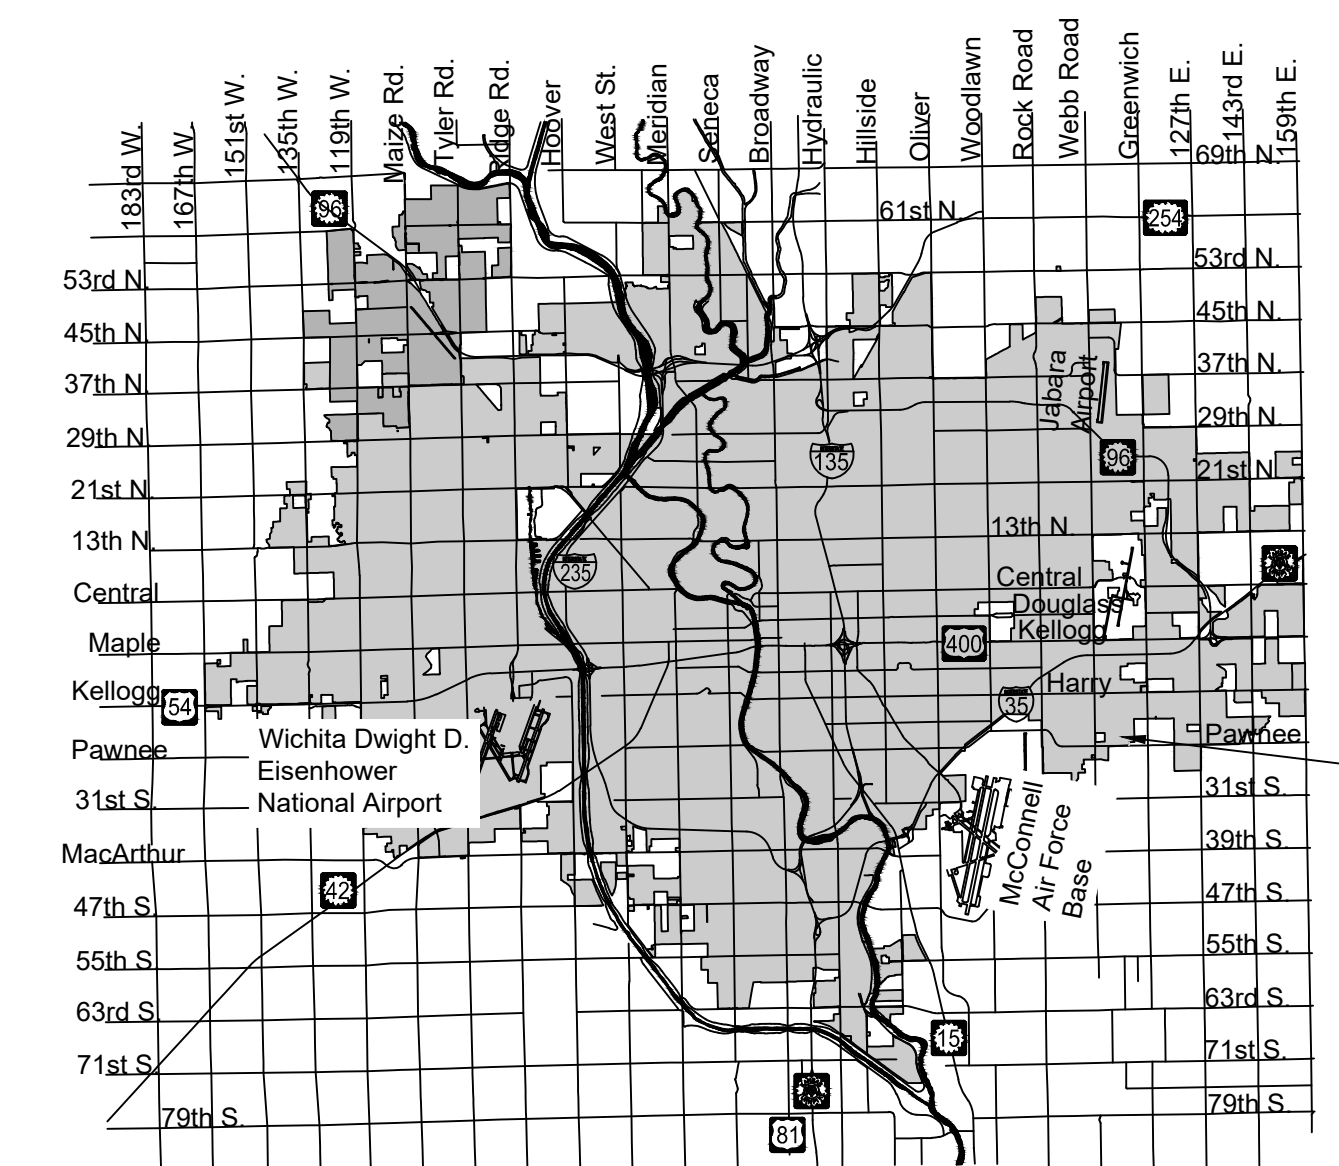 183rd W.
167th W.
151st W.
135th W.
119th W.
Maize Rd.
Tyler Rd.
Ridge Rd.
Hoover
West St.
Meridian
Seneca
Broadway
Hydraulic
Hillside
Oliver
Woodlawn
Rock Road
Webb Road
Greenwich
127th E.
143rd E.
159th E.
69th N.
96
61st N.
254
53rd N.
53rd N.
45th N.
45th N.
37th N.
37th N.
Jabara
Airport
29th N.
29th N.
135
96
21st N.
21st N.
13th N.
13th N.
235
Central
Central
Douglass
Maple
Kellogg
400
Kellogg
Harry
54
35
Pawnee
Pawnee
Wichita Dwight D.
Eisenhower
National Airport
31st S.
31st S.
McConnell
Air Force
Base
MacArthur
39th S.
42
47th S.
47th S.
55th S.
55th S.
63rd S.
63rd S.
15
71st S.
71st S.
79th S.
79th S.
81